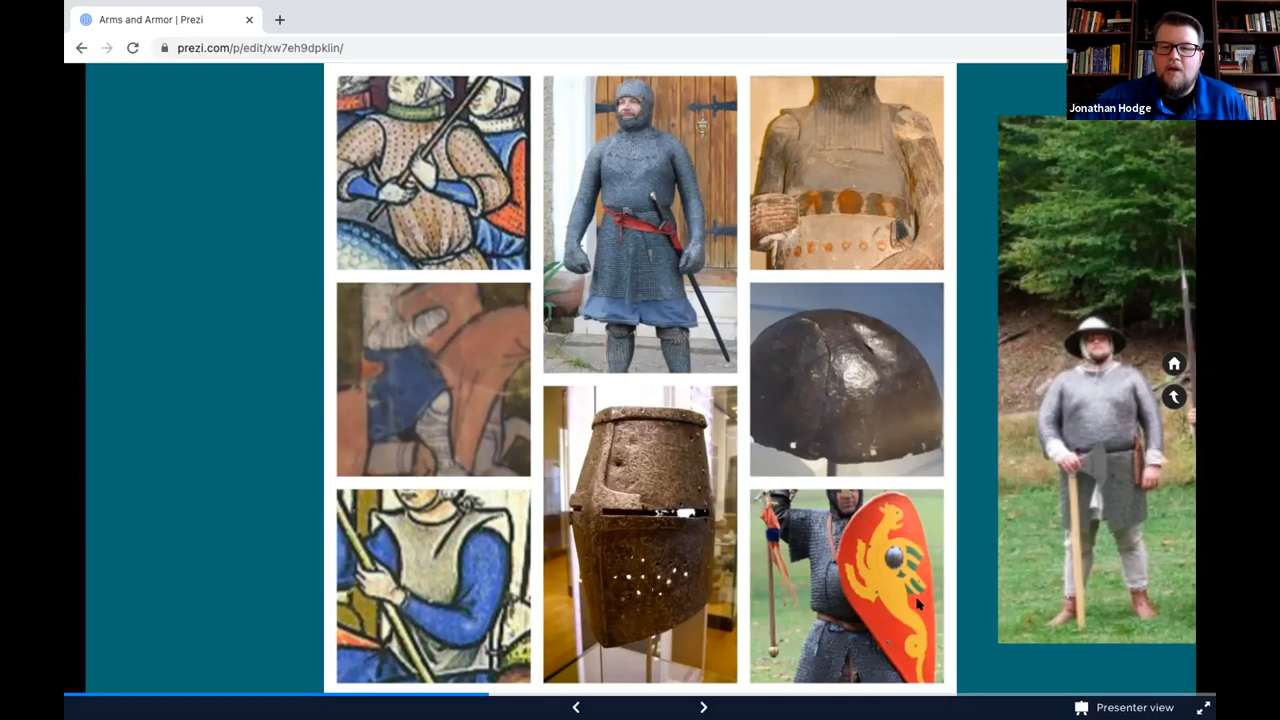 Arms and Armor | Prezi
prezi.com/p/edit/xw7eh9dpklin/
Jonathan Hodge
Presenter view